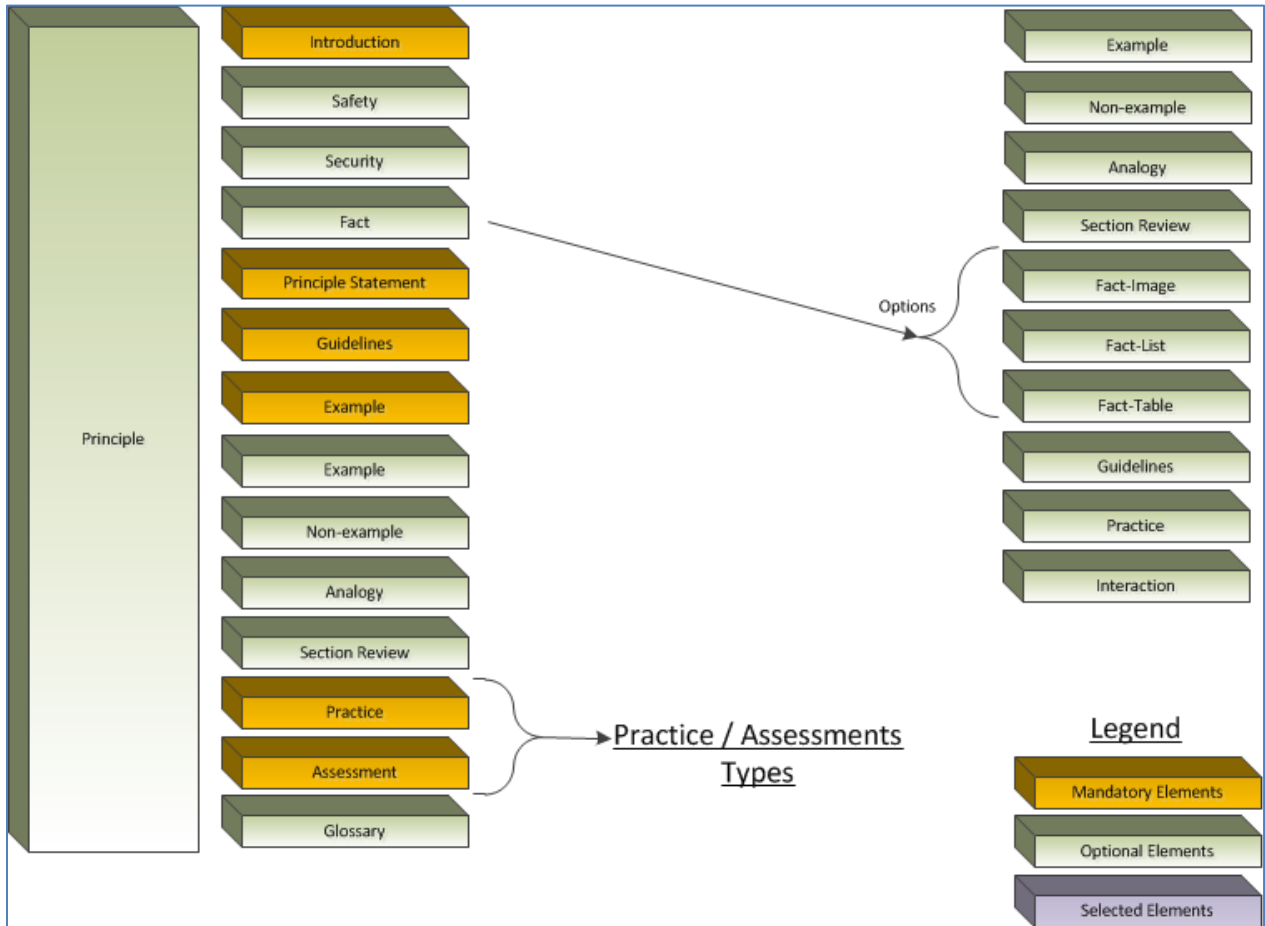 Principle
Introduction
Safety
Security
Fact
Principle Statement
Guidelines
Example
Example
Non-example
Analogy
Section Review
Practice
Assessment
Glossary
Options
Practice / Assessments
Types
Example
Non-example
Analogy
Section Review
Fact-Image
Fact-List
Fact-Table
Guidelines
Practice
Interaction
Legend
Mandatory Elements
Optional Elements
Selected Elements